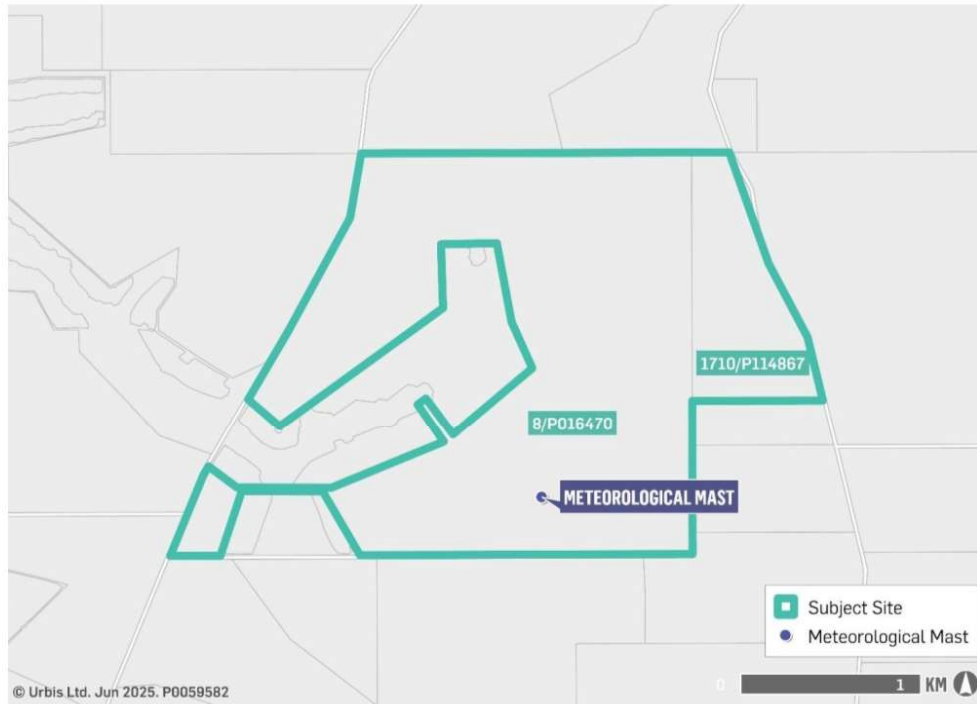 1710/P114867
8/P016470
METEOROLOGICAL MAST
Subject Site
Meteorological Mast
© Urbis Ltd. Jun 2025. P0059582
0 1 KM